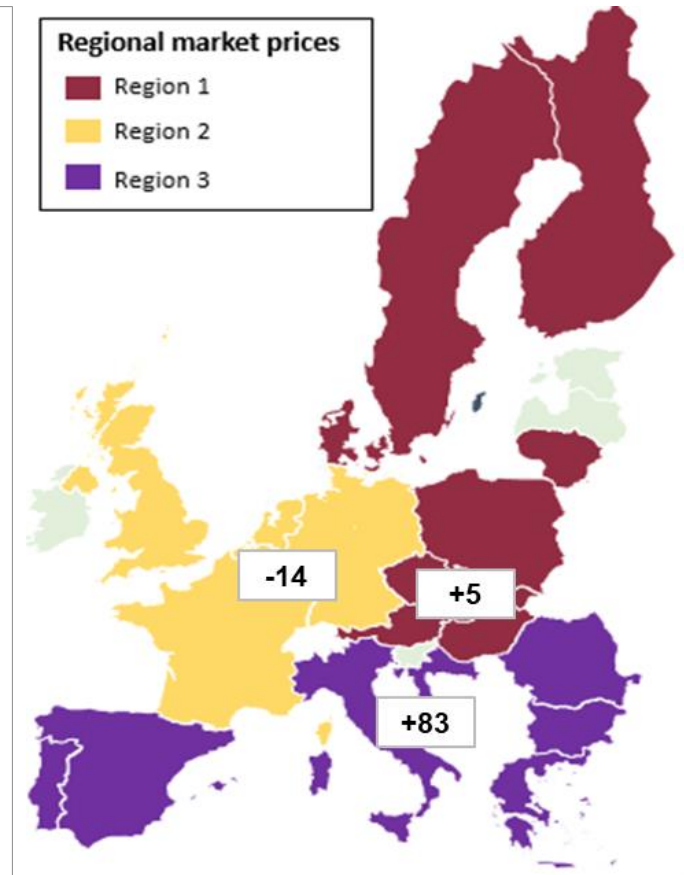 Regional market prices
Region 1
Region 2
Region 3
-14
+5
+83